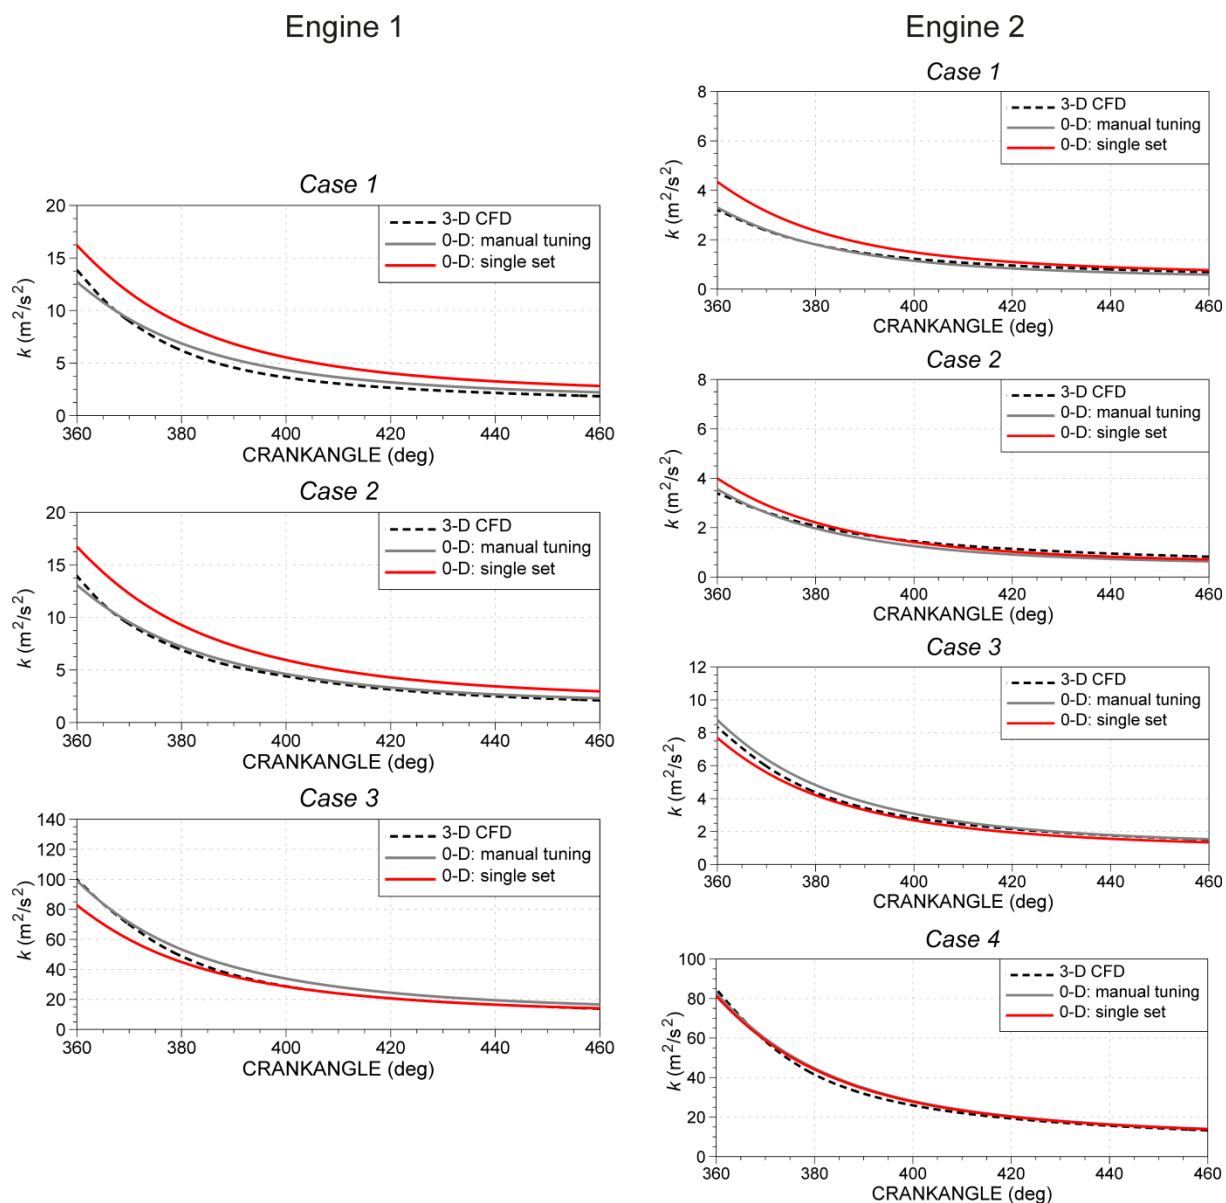 Engine 1
Case 1
20
15
10
5
0
k (m²/s²)
3-D CFD
0-D: manual tuning
0-D: single set
360 380 400 420 440 460
CRANKANGLE (deg)
Case 2
20
15
10
5
0
k (m²/s²)
3-D CFD
0-D: manual tuning
0-D: single set
360 380 400 420 440 460
CRANKANGLE (deg)
Case 3
140
120
100
80
60
40
20
0
k (m²/s²)
3-D CFD
0-D: manual tuning
0-D: single set
360 380 400 420 440 460
CRANKANGLE (deg)
Engine 2
Case 1
8
6
4
2
0
k (m²/s²)
3-D CFD
0-D: manual tuning
0-D: single set
360 380 400 420 440 460
CRANKANGLE (deg)
Case 2
8
6
4
2
0
k (m²/s²)
3-D CFD
0-D: manual tuning
0-D: single set
360 380 400 420 440 460
CRANKANGLE (deg)
Case 3
12
10
8
6
4
2
0
k (m²/s²)
3-D CFD
0-D: manual tuning
0-D: single set
360 380 400 420 440 460
CRANKANGLE (deg)
Case 4
100
80
60
40
20
0
k (m²/s²)
3-D CFD
0-D: manual tuning
0-D: single set
360 380 400 420 440 460
CRANKANGLE (deg)